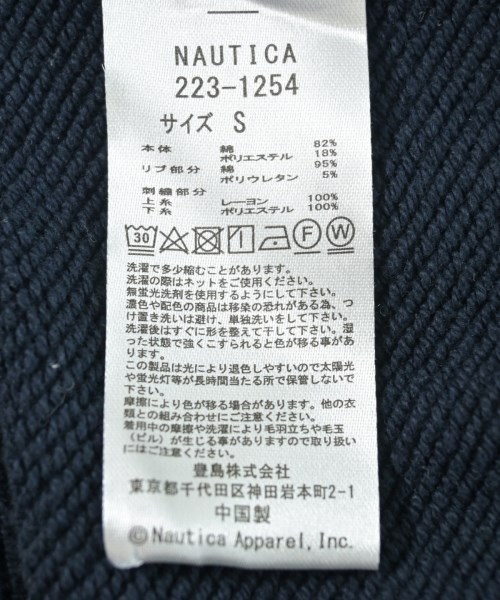 NAUTICA
223-1254
サイズ S
本体 綿 82%
ポリエステル 18%
リブ部分 綿 95%
ポリウレタン 5%
刺繍部分
上糸 レーヨン 100%
下糸 ポリエステル 100%
30 F W
洗濯で多少縮むことがあります。
洗濯の際はネットをご使用ください。
無蛍光洗剤を使用するようにして下さい。
濃色や配色の商品は移染の恐れがある為、つ
け置き洗いは避け、単独洗いをして下さい。
洗濯後はすぐに形を整えて干して下さい。湿
った状態で強くこすられると色が移る事があ
ります。
この製品は光により退色しやすいので太陽光
や蛍光灯等が長時間当たる所で保管しないで
下さい。
摩擦により色が移る場合があります。他の衣
類との組み合わせにご注意ください。
着用中の摩擦や洗濯により毛羽立ちや毛玉
(ピル)が生じる事がありますので取り扱い
にはご注意下さい。
豊島株式会社
東京都千代田区神田岩本町2-1
中国製
©Nautica Apparel, Inc.